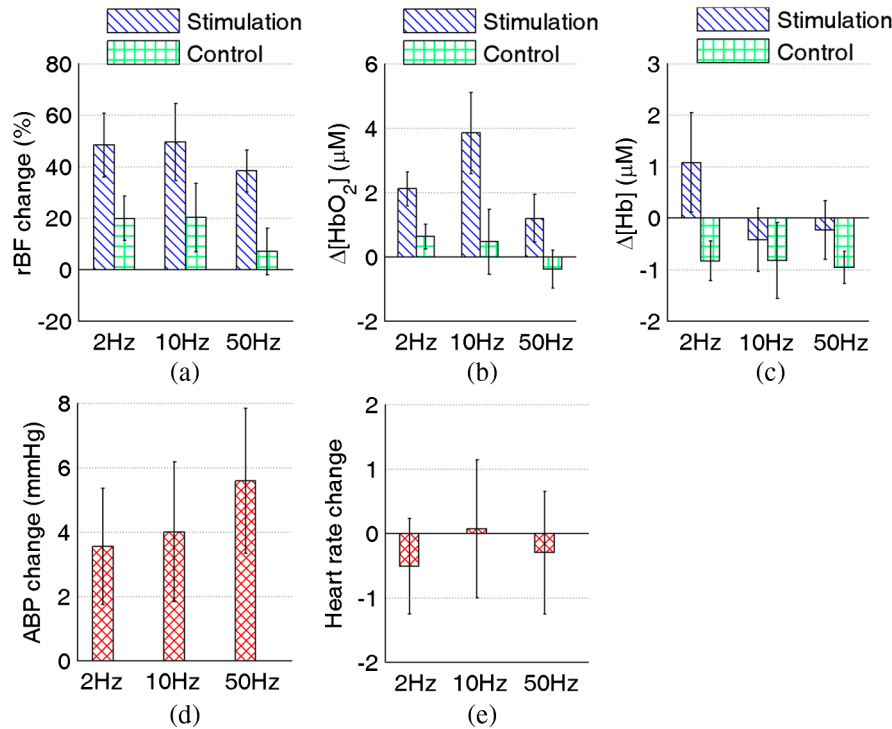 Stimulation
Control
80
60
40
20
0
-20
rBF change (%)
2Hz 10Hz 50Hz
(a)
Stimulation
Control
6
4
2
0
-2
Δ[HbO2] (μM)
2Hz 10Hz 50Hz
(b)
Stimulation
Control
3
2
1
0
-1
-2
Δ[Hb] (μM)
2Hz 10Hz 50Hz
(c)
8
6
4
2
0
ABP change (mmHg)
2Hz 10Hz 50Hz
(d)
2
1
0
-1
-2
Heart rate change
2Hz 10Hz 50Hz
(e)